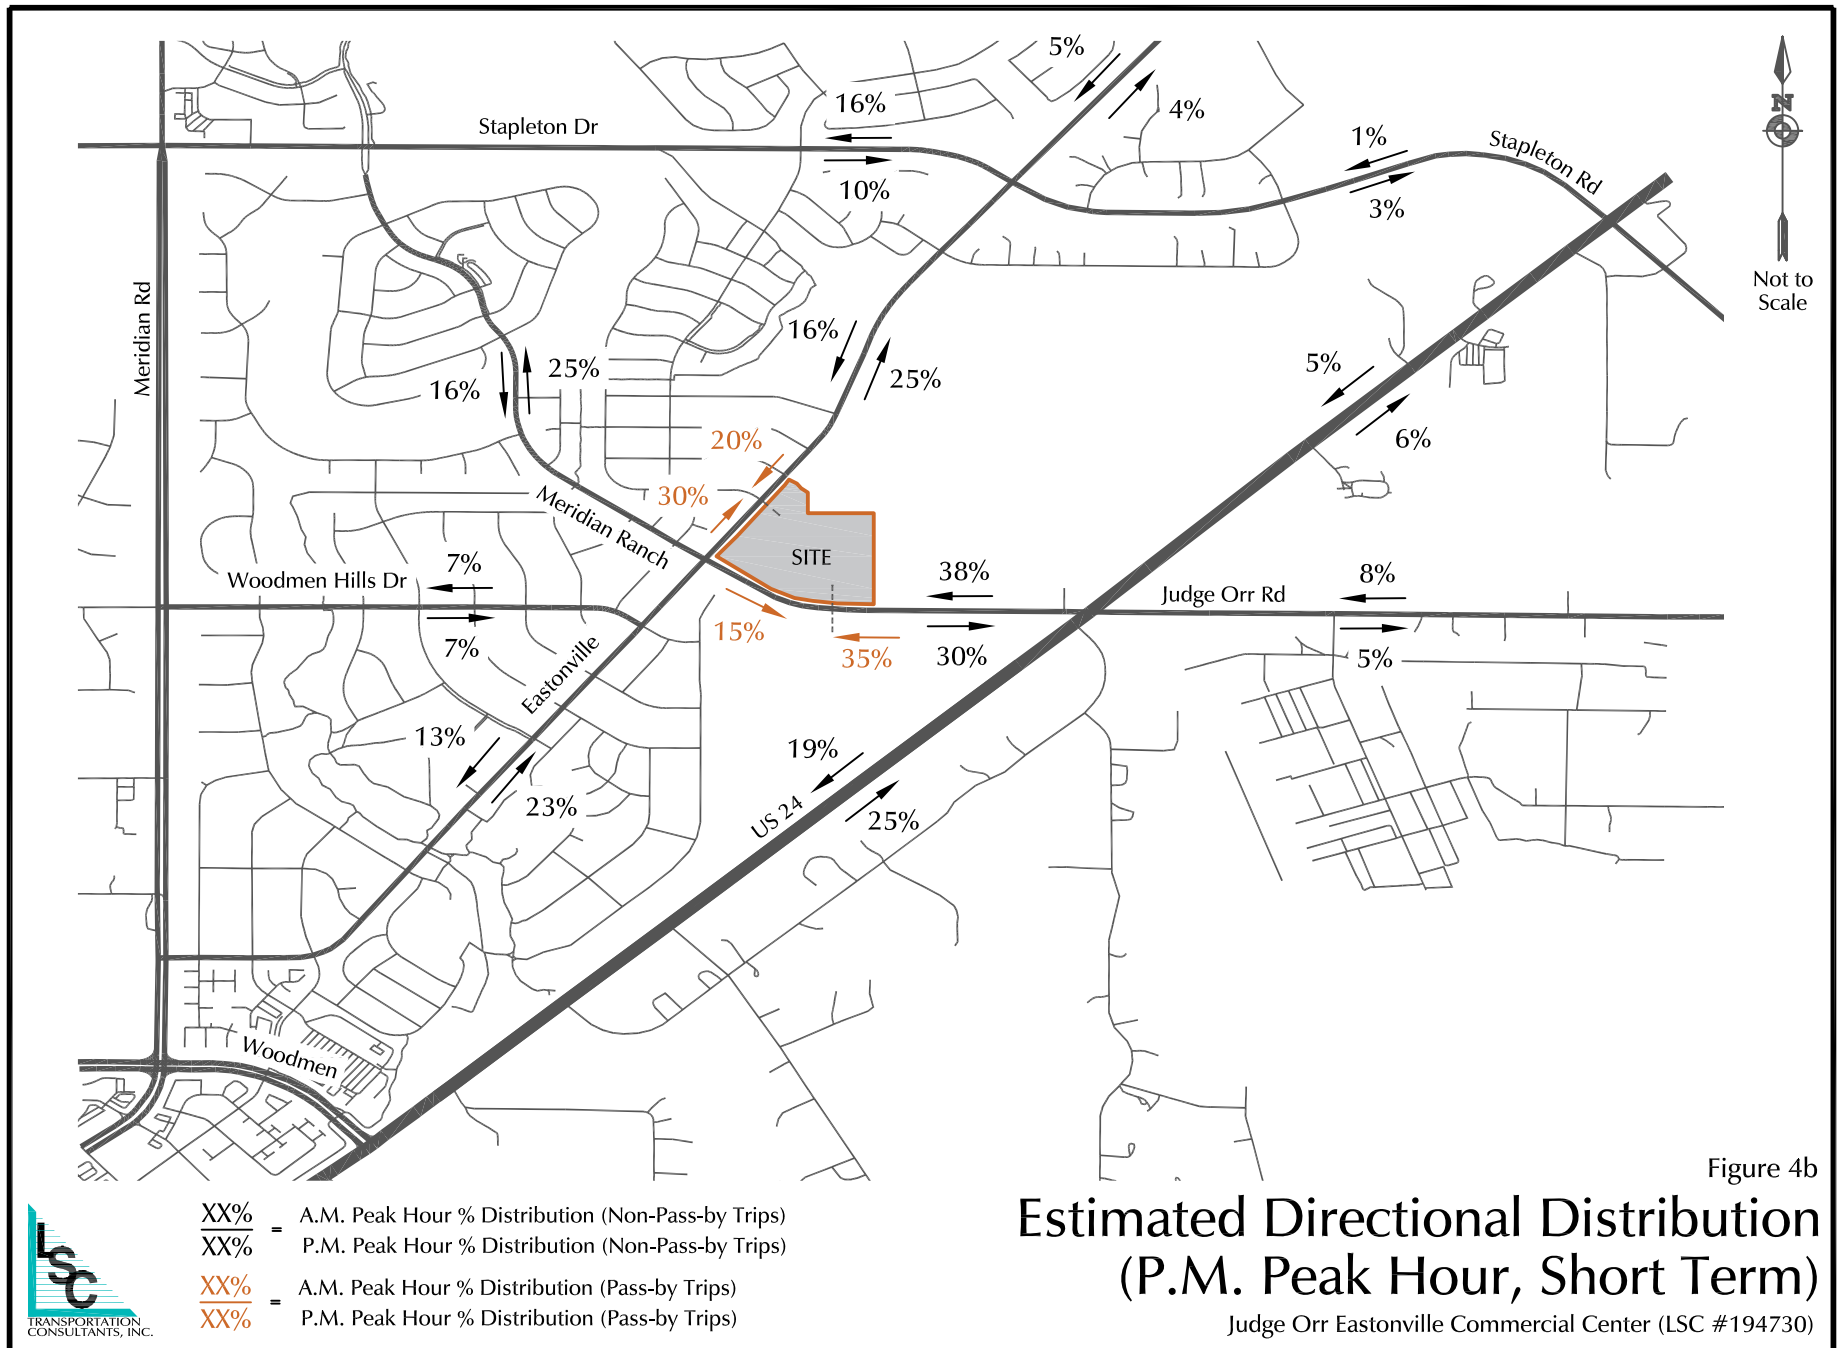 5%
4%
16%
Stapleton Dr
10%
1%
Stapleton Rd
3%
N
Not to
Scale
Meridian Rd
16%
25%
16%
25%
5%
6%
20%
30%
Meridian Ranch
SITE
7%
Woodmen Hills Dr
7%
38%
Judge Orr Rd
8%
15%
35%
30%
5%
Eastonville
13%
23%
19%
US 24
25%
Woodmen
Figure 4b
Estimated Directional Distribution
(P.M. Peak Hour, Short Term)
Judge Orr Eastonville Commercial Center (LSC #194730)
XX% = A.M. Peak Hour % Distribution (Non-Pass-by Trips)
XX% P.M. Peak Hour % Distribution (Non-Pass-by Trips)
XX% = A.M. Peak Hour % Distribution (Pass-by Trips)
XX% P.M. Peak Hour % Distribution (Pass-by Trips)
LSC
TRANSPORTATION
CONSULTANTS, INC.